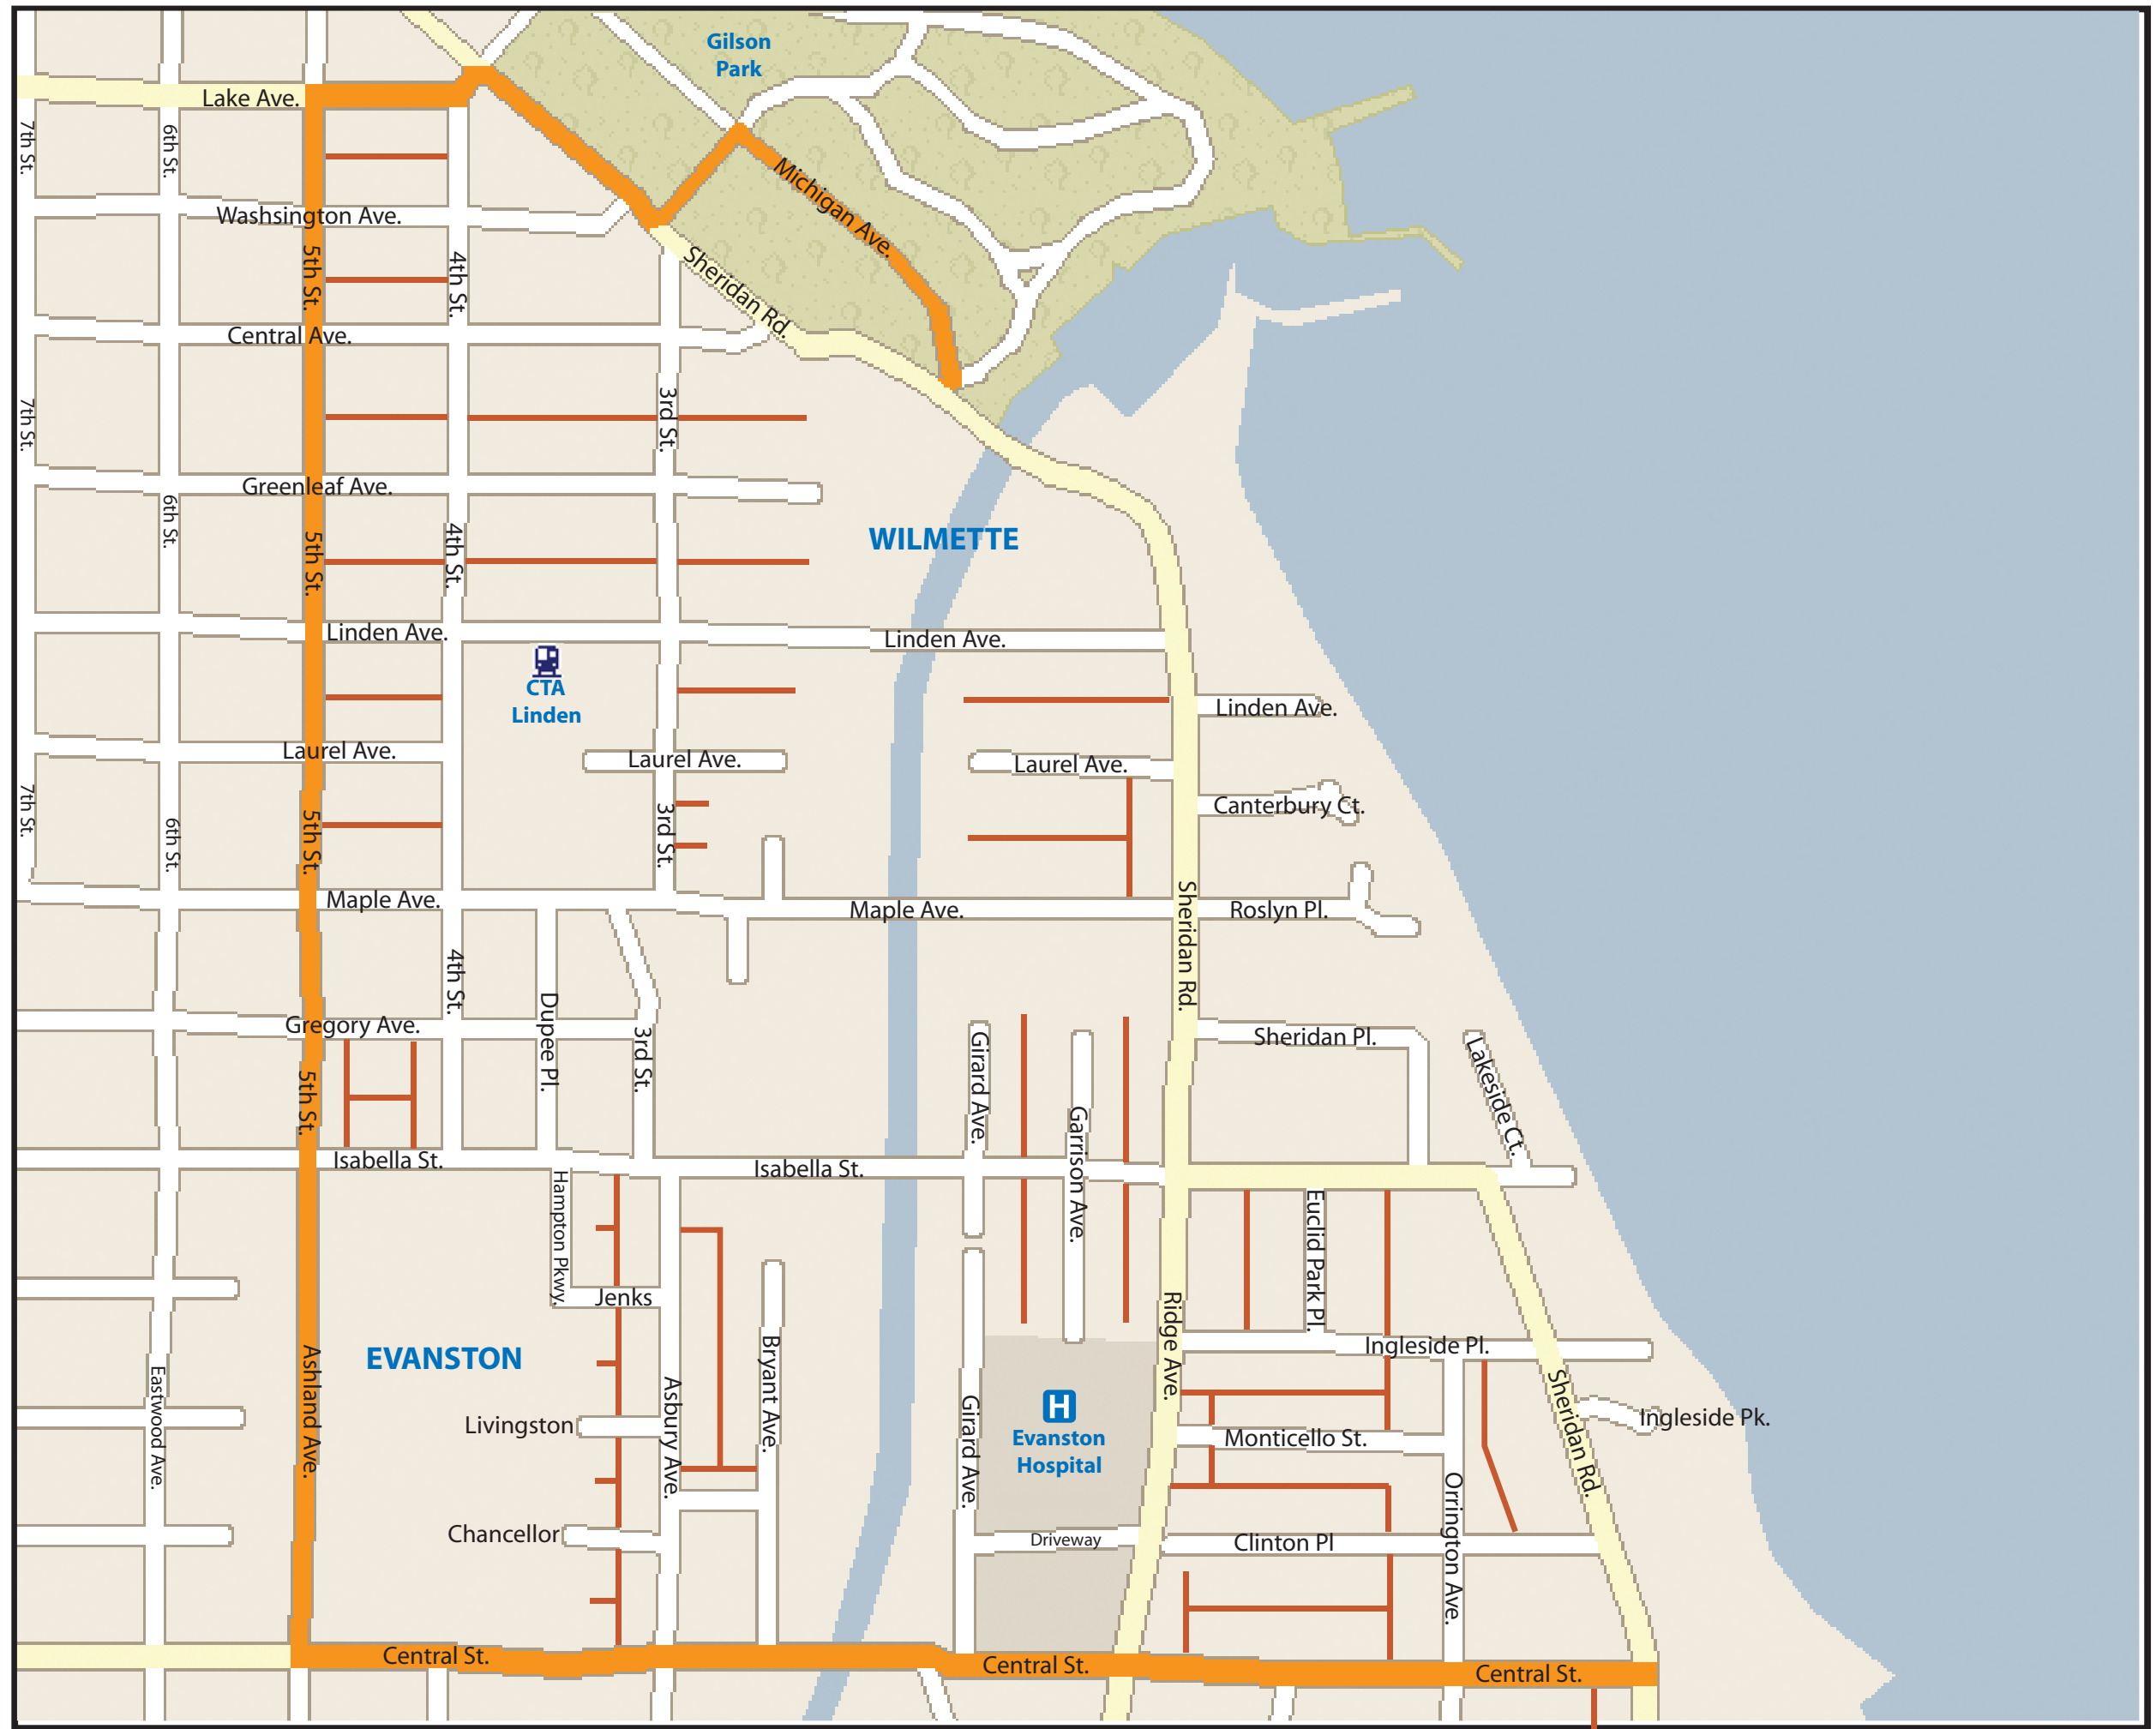 Gilson
Park
Lake Ave.
7th St.
6th St.
Michigan Ave.
Washsington Ave.
5th St.
4th St.
Sheridan Rd.
Central Ave.
7th St.
3rd St.
Greenleaf Ave.
6th St.
5th St.
4th St.
WILMETTE
Linden Ave.
Linden Ave.
CTA
Linden
Linden Ave.
Laurel Ave.
Laurel Ave.
Laurel Ave.
7th St.
6th St.
5th St.
3rd St.
Canterbury Ct.
Maple Ave.
Maple Ave.
Sheridan Rd.
Roslyn Pl.
4th St.
Dupee Pl.
Gregory Ave.
3rd St.
Girard Ave.
Sheridan Pl.
Lakeside Ct.
5th St.
Garrison Ave.
Isabella St.
Isabella St.
Hampton Pkwy.
Euclid Park Pl.
Jenks
EVANSTON
Eastwood Ave.
Ashland Ave.
Asbury Ave.
Bryant Ave.
Ridge Ave.
Ingleside Pl.
Girard Ave.
H
Evanston
Hospital
Livingston
Monticello St.
Sheridan Rd.
Ingleside Pk.
Orrington Ave.
Chancellor
Driveway
Clinton Pl
Central St.
Central St.
Central St.